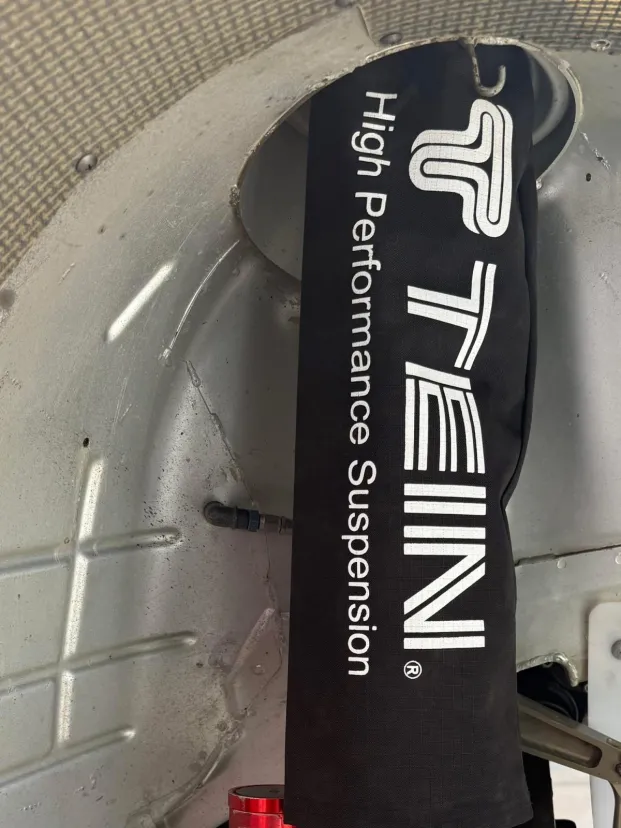 TEIN®
High Performance Suspension